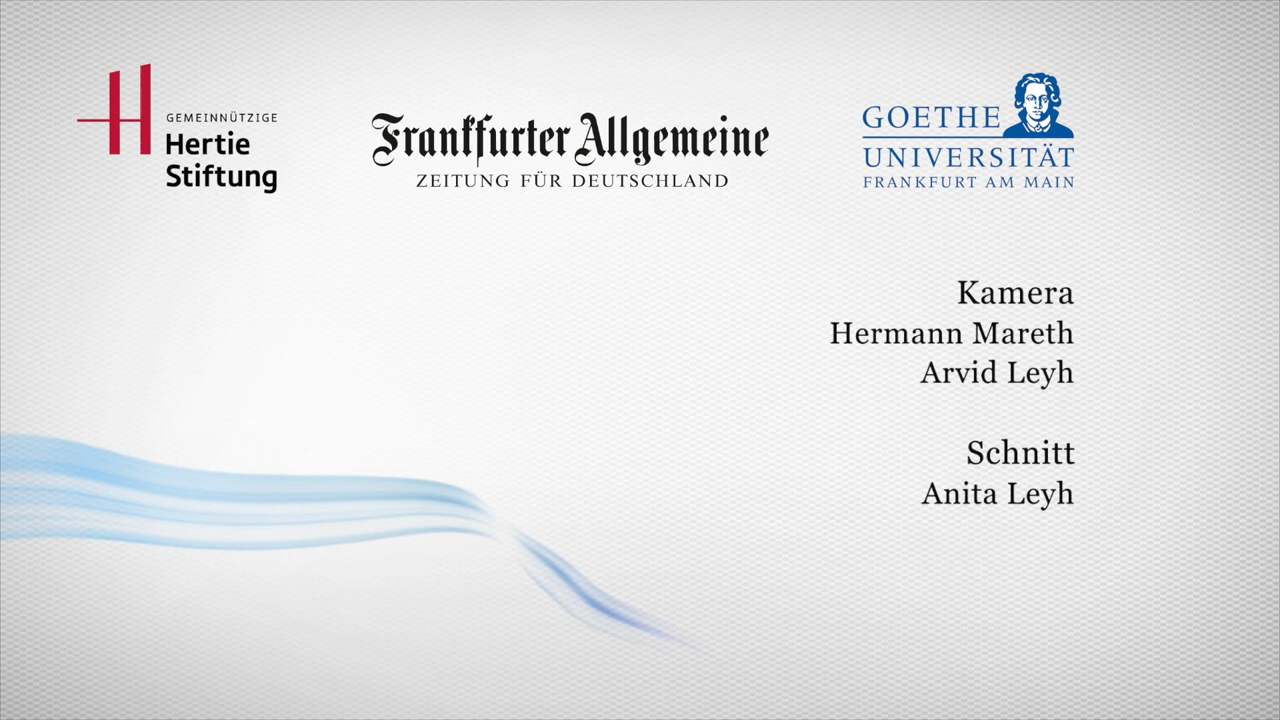 GEMEINNÜTZIGE
Hertie
Stiftung
Frankfurter Allgemeine
ZEITUNG FÜR DEUTSCHLAND
GOETHE
UNIVERSITÄT
FRANKFURT AM MAIN
Kamera
Hermann Mareth
Arvid Leyh
Schnitt
Anita Leyh